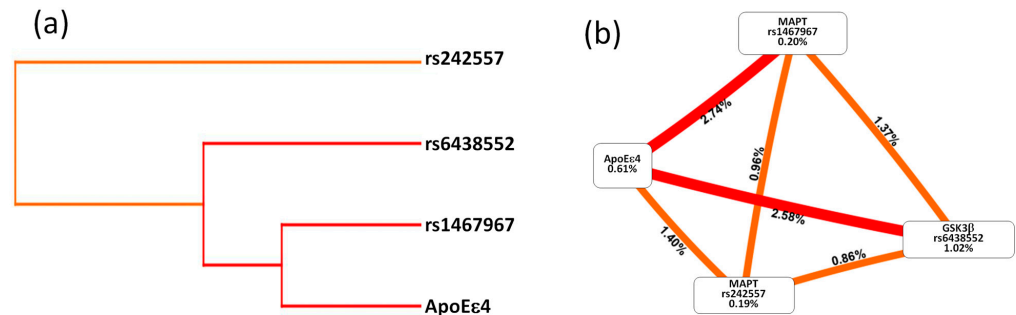 (a)
rs242557
rs6438552
rs1467967
ApoEε4
(b)
MAPT
rs1467967
0.20%
2.74%
1.37%
0.96%
ApoEε4
0.61%
2.58%
GSK3β
rs6438552
1.02%
1.40%
0.86%
MAPT
rs242557
0.19%